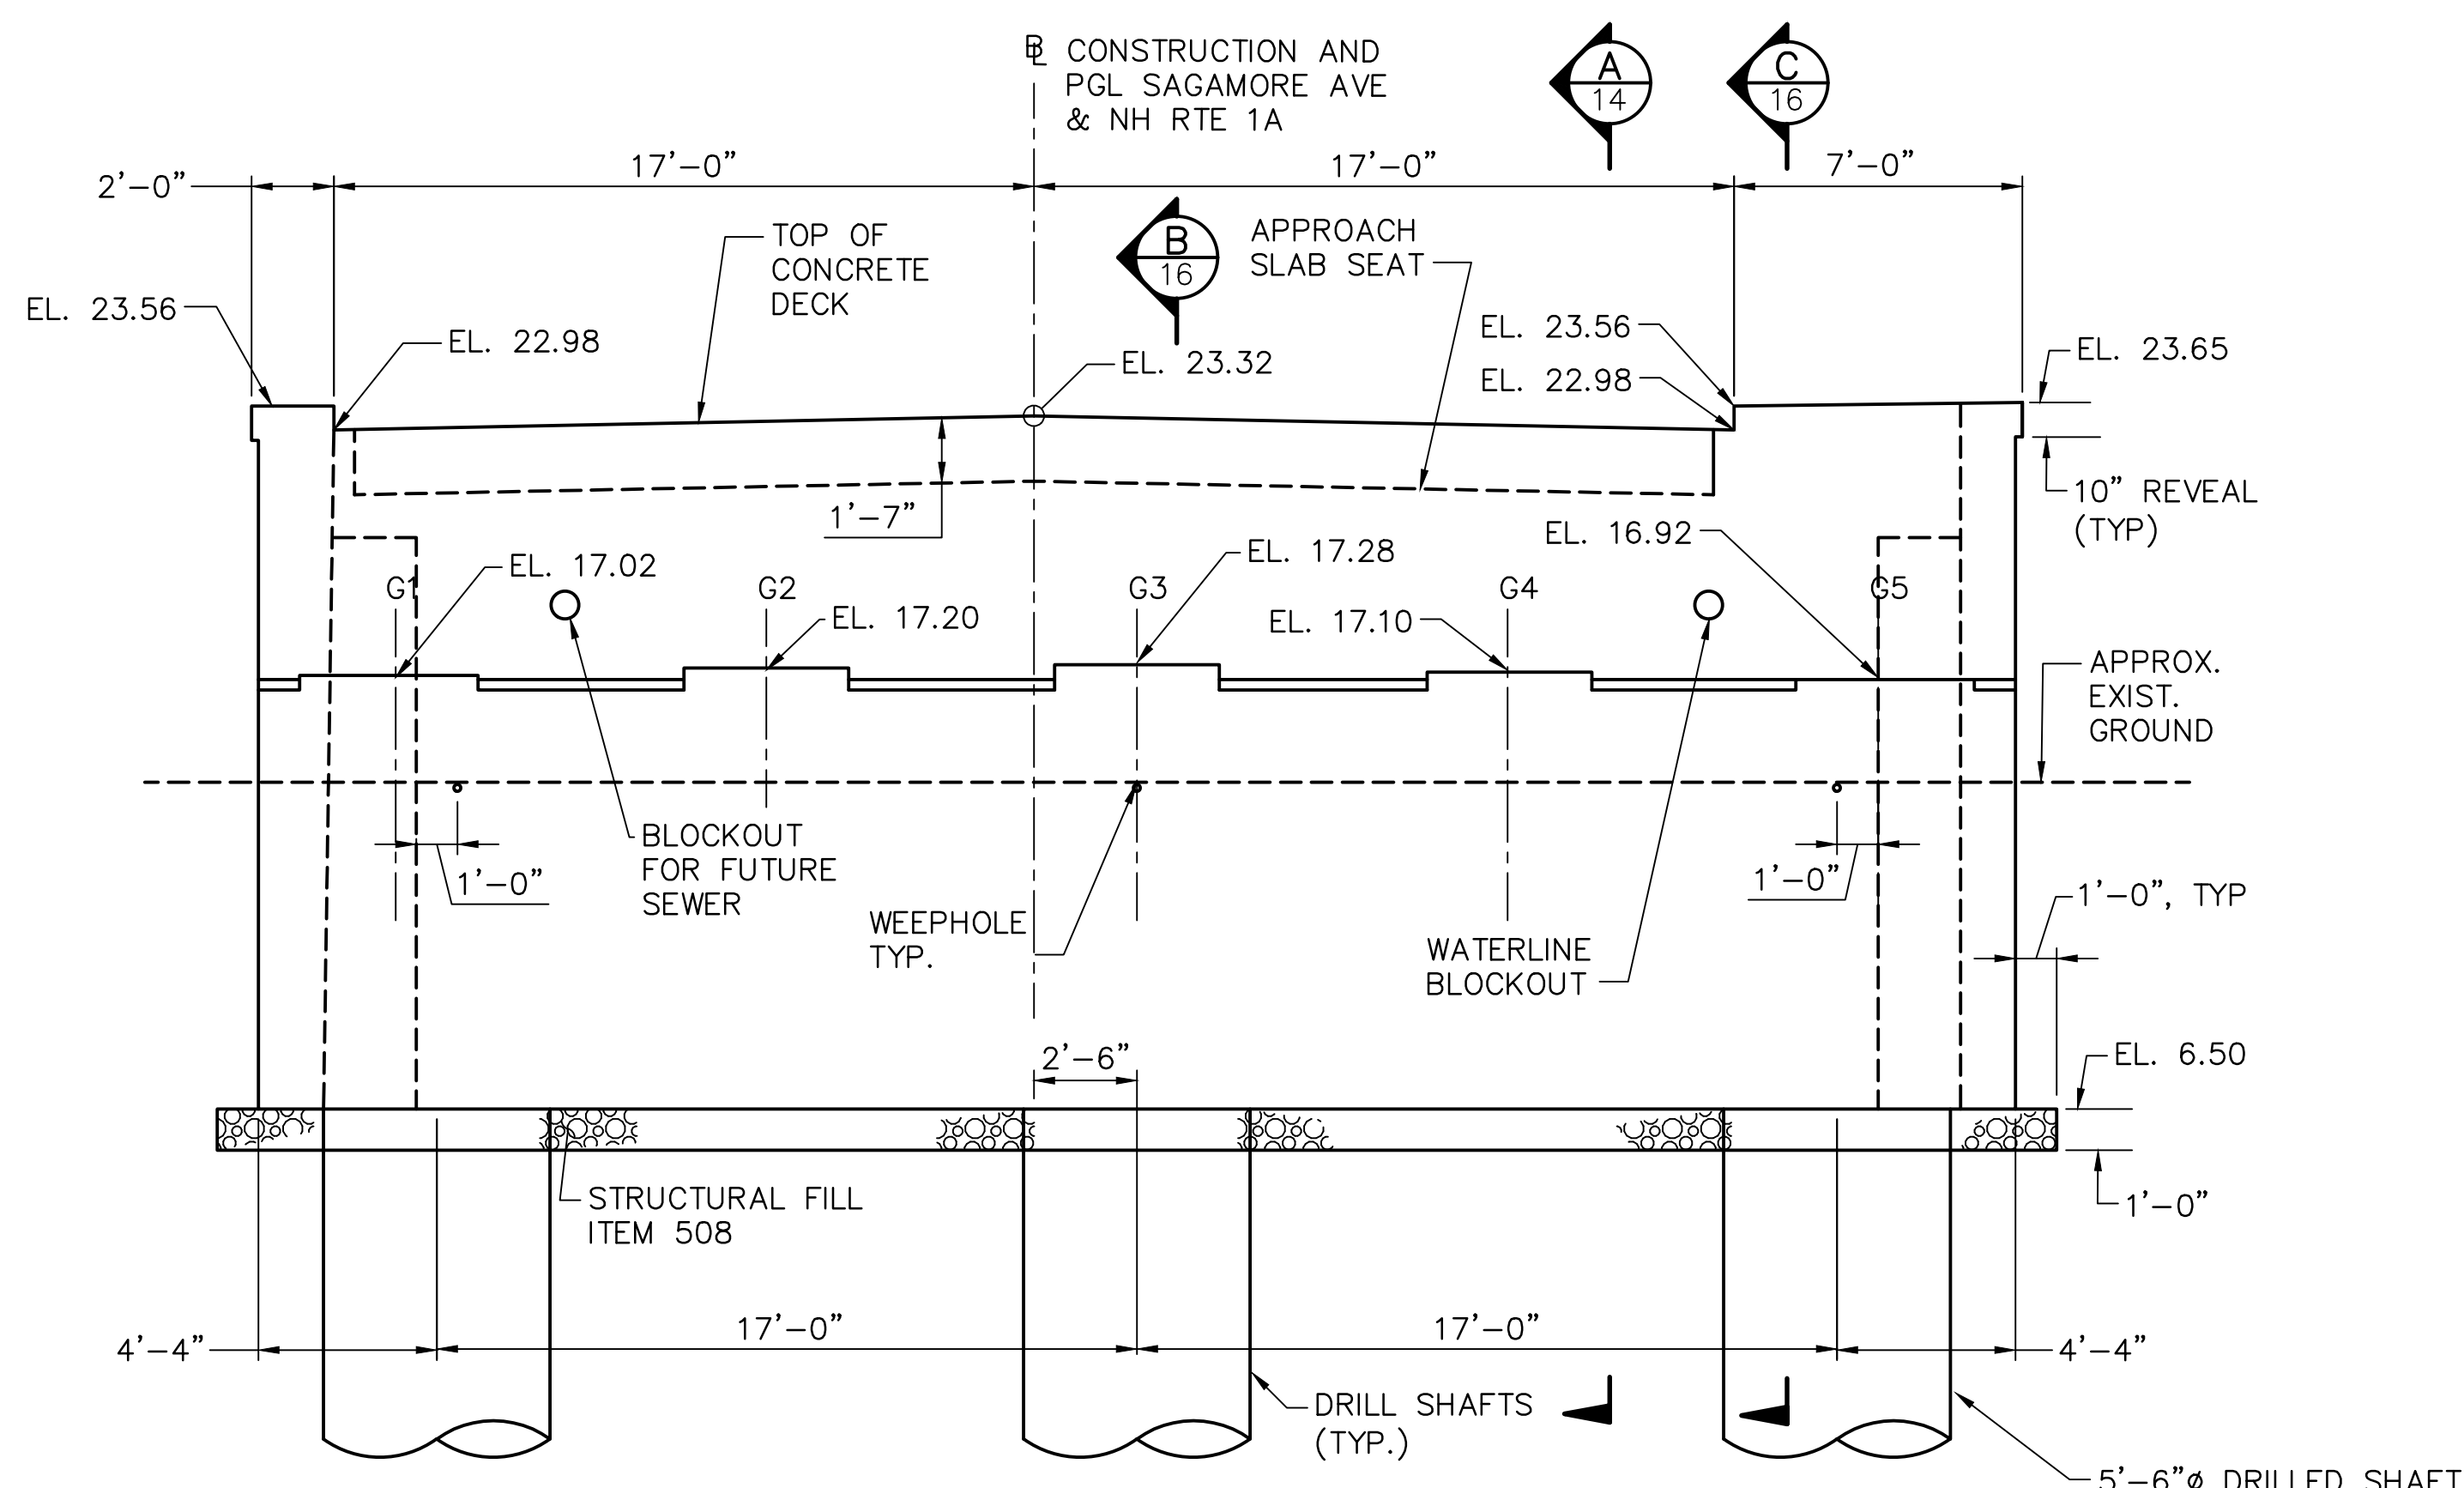 ℄ CONSTRUCTION AND
PGL SAGAMORE AVE
& NH RTE 1A
A
14
C
16
2'-0"
17'-0"
17'-0"
7'-0"
TOP OF
CONCRETE
DECK
B
16
APPROACH
SLAB SEAT
EL. 23.56
EL. 22.98
EL. 23.32
EL. 23.56
EL. 22.98
EL. 23.65
1'-7"
10" REVEAL
(TYP)
EL. 17.02
EL. 17.28
EL. 16.92
G1
G2
G3
G4
G5
EL. 17.20
EL. 17.10
APPROX.
EXIST.
GROUND
BLOCKOUT
FOR FUTURE
SEWER
1'-0"
1'-0"
1'-0", TYP
WEEPHOLE
TYP.
WATERLINE
BLOCKOUT
2'-6"
EL. 6.50
STRUCTURAL FILL
ITEM 508
1'-0"
4'-4"
17'-0"
17'-0"
4'-4"
DRILL SHAFTS
(TYP.)
5'-6"ø DRILLED SHAFT